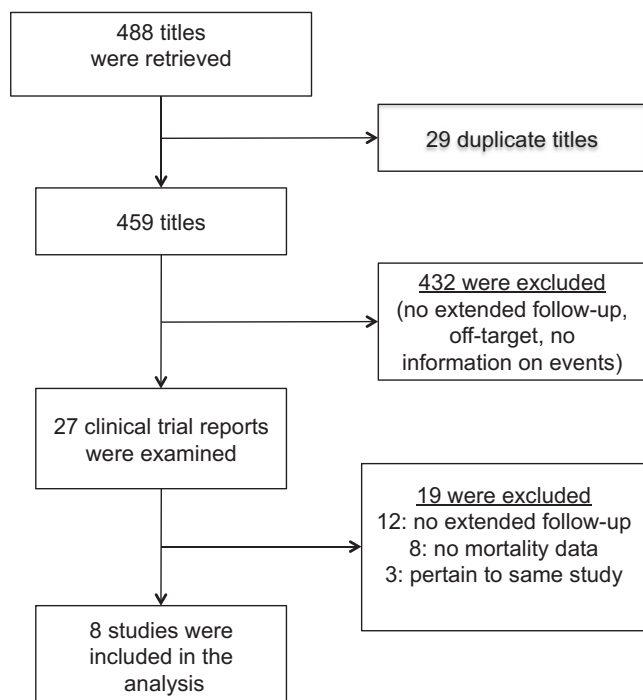 488 titles
were retrieved
29 duplicate titles
459 titles
432 were excluded
(no extended follow-up,
off-target, no
information on events)
27 clinical trial reports
were examined
19 were excluded
12: no extended follow-up
8: no mortality data
3: pertain to same study
8 studies were
included in the
analysis